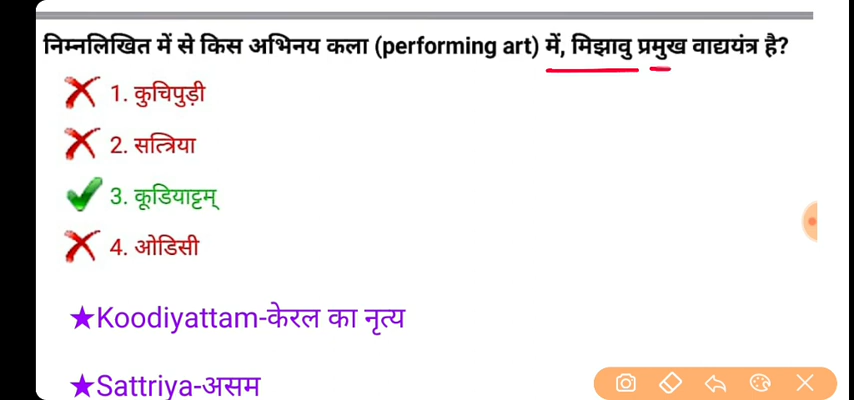 निम्नलिखित में से किस अभिनय कला (performing art) में, मिझावु प्रमुख वाद्ययंत्र है?
1. कुचिपुड़ी
2. सत्त्रिया
3. कूडियाट्टम्
4. ओडिसी
★Koodiyattam-केरल का नृत्य
★Sattriya-असम